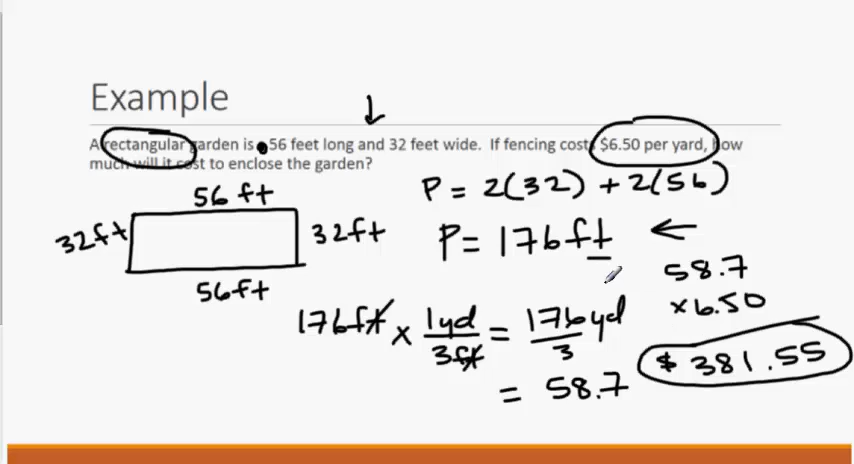 Example
A rectangular garden is 56 feet long and 32 feet wide. If fencing costs $6.50 per yard, how
much will it cost to enclose the garden?
56 ft
P = 2(32) + 2(56)
32ft
32ft
P = 176ft
56ft
58.7
×6.50
$381.55
176ft × 1yd/3ft = 176yd/3
= 58.7